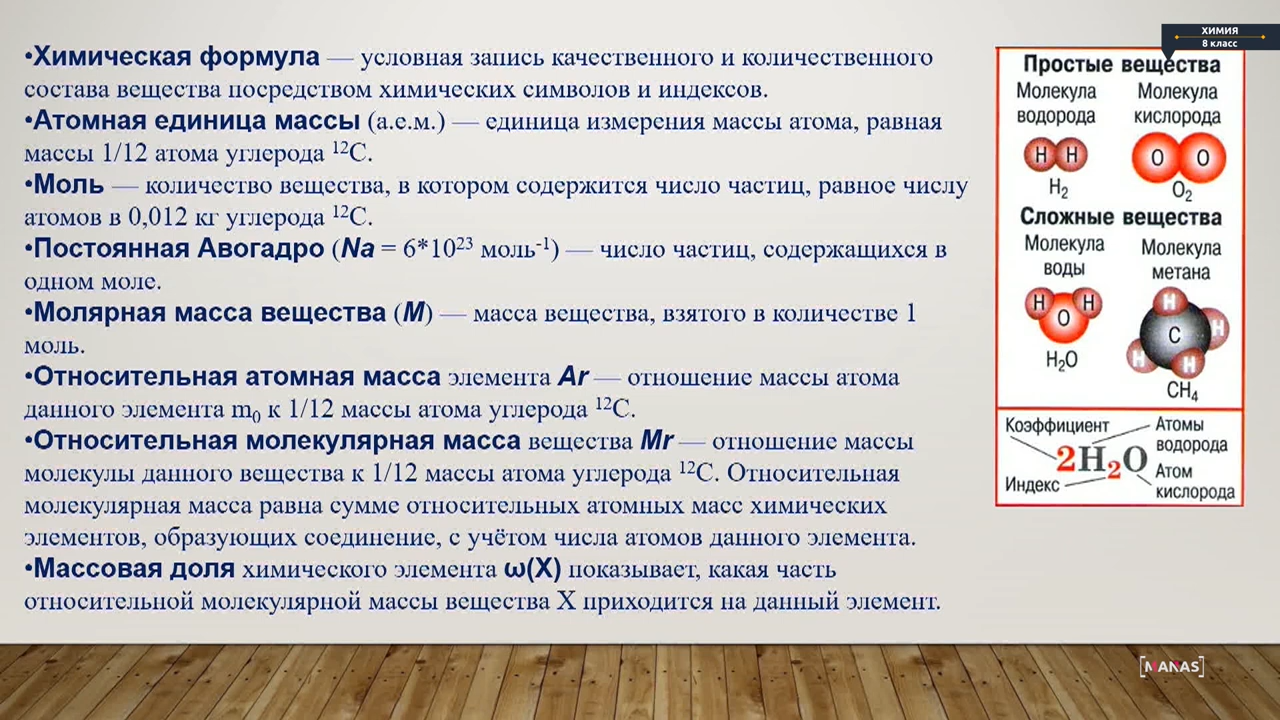 •Химическая формула — условная запись качественного и количественного
состава вещества посредством химических символов и индексов.
•Атомная единица массы (а.е.м.) — единица измерения массы атома, равная
массы 1/12 атома углерода ¹²С.
•Моль — количество вещества, в котором содержится число частиц, равное числу
атомов в 0,012 кг углерода ¹²С.
•Постоянная Авогадро (Na = 6*10²³ моль⁻¹) — число частиц, содержащихся в
одном моле.
•Молярная масса вещества (M) — масса вещества, взятого в количестве 1
моль.
•Относительная атомная масса элемента Ar — отношение массы атома
данного элемента m₀ к 1/12 массы атома углерода ¹²С.
•Относительная молекулярная масса вещества Mr — отношение массы
молекулы данного вещества к 1/12 массы атома углерода ¹²С. Относительная
молекулярная масса равна сумме относительных атомных масс химических
элементов, образующих соединение, с учётом числа атомов данного элемента.
•Массовая доля химического элемента ω(X) показывает, какая часть
относительной молекулярной массы вещества X приходится на данный элемент.
ХИМИЯ
8 класс
Простые вещества
Молекула Молекула
водорода кислорода
H H O O
H₂ O₂
Сложные вещества
Молекула Молекула
воды метана
H H O
H C H H H
H₂O
CH₄
Коэффициент Атомы
водорода
2H₂O
Индекс Атом
кислорода
[MANAS]